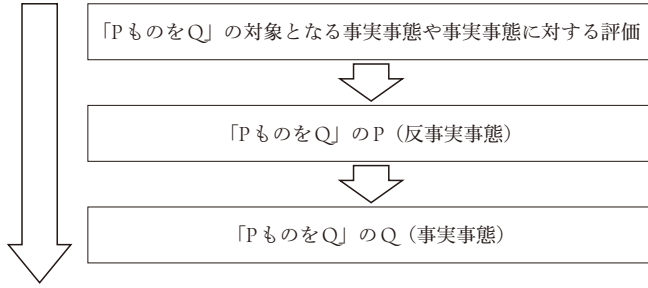 「PものをQ」の対象となる事実事態や事実事態に対する評価
「PものをQ」のP（反事実事態）
「PものをQ」のQ（事実事態）